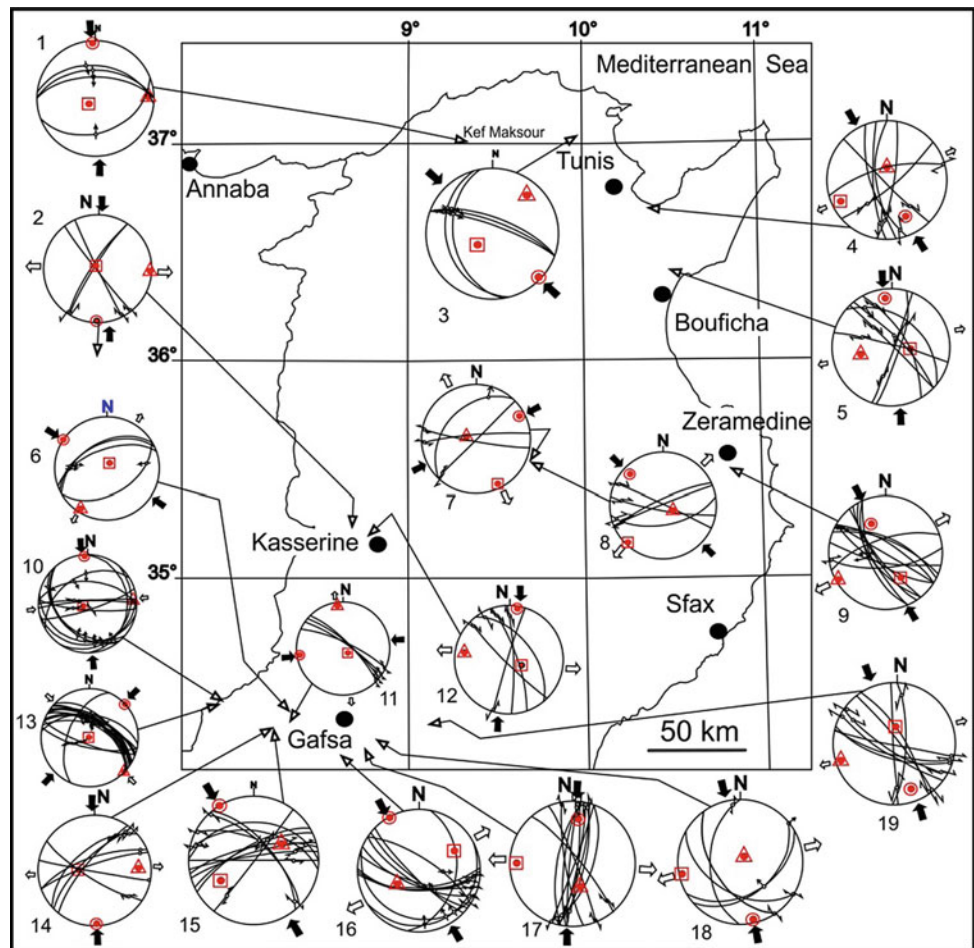 9° 10° 11°
Mediterranean Sea
1
N
37°
Kef Maksour
Tunis
Annaba
N
3
N
4
2
N
Bouficha
N
5
36°
Zeramedine
6
N
7
N
8
N
9
N
Kasserine
10
N
35°
Sfax
11
N
12
N
13
N
Gafsa
50 km
19
N
14
N
15
N
16
N
17
N
18
N